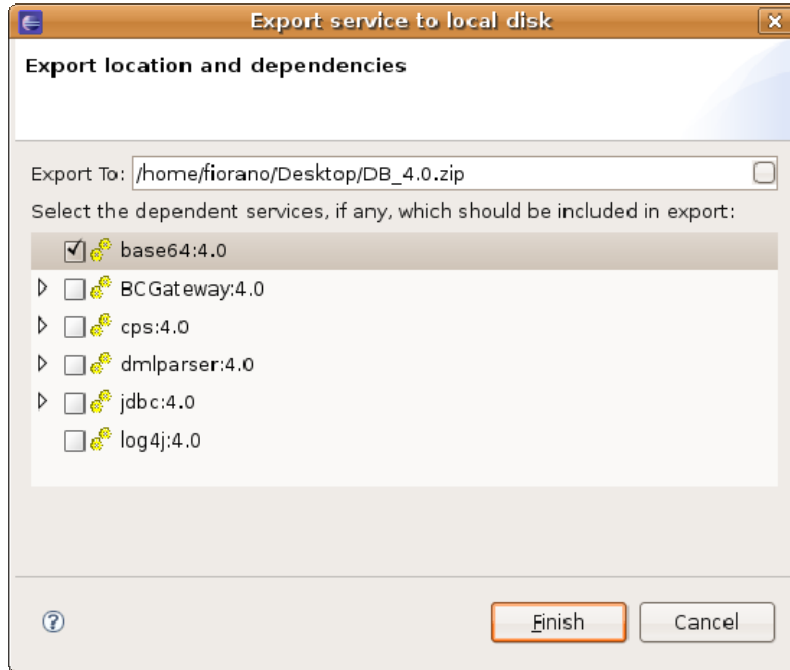 Export service to local disk
Export location and dependencies
Export To: /home/fiorano/Desktop/DB_4.0.zip
Select the dependent services, if any, which should be included in export:
base64:4.0
BCGateway:4.0
cps:4.0
dmlparser:4.0
jdbc:4.0
log4j:4.0
Finish Cancel